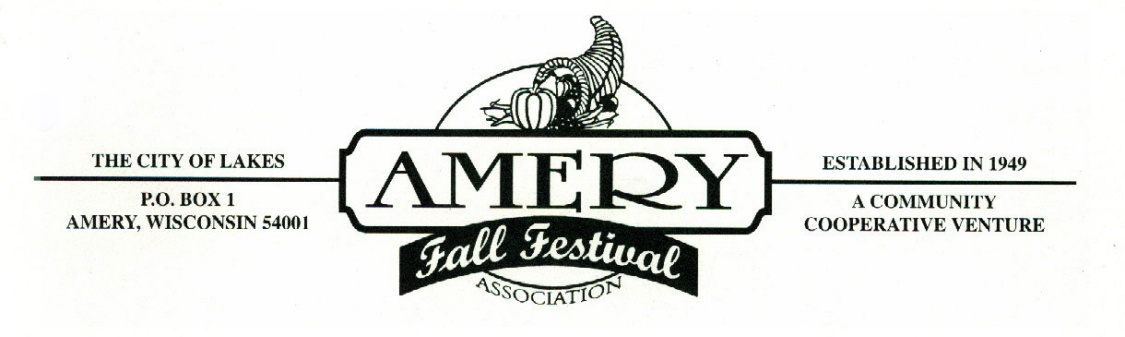 THE CITY OF LAKES
P.O. BOX 1
AMERY, WISCONSIN 54001
AMERY
Fall Festival
ASSOCIATION
ESTABLISHED IN 1949
A COMMUNITY
COOPERATIVE VENTURE